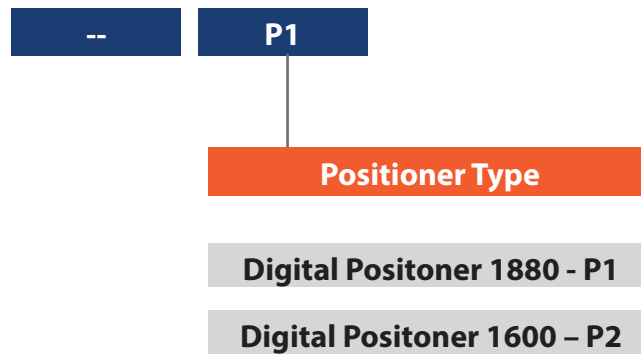 --
P1
Positioner Type
Digital Positoner 1880 - P1
Digital Positoner 1600 – P2